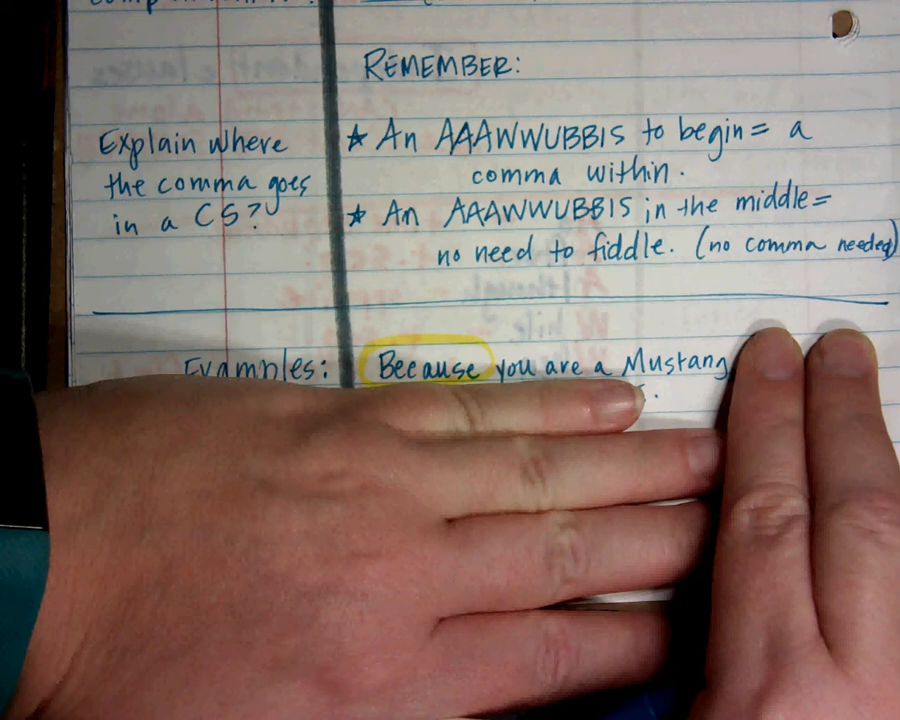 REMEMBER:
Explain where
the comma goes
in a CS?
★ An AAAWWUBBIS to begin = a
comma within.
★ An AAAWWUBBIS in the middle =
no need to fiddle. (no comma needed)
Examples:
Because you are a Mustang